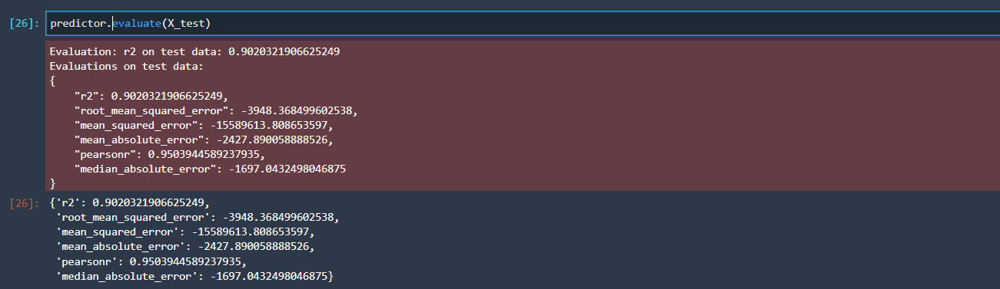 [26]: predictor.evaluate(X_test)
Evaluation: r2 on test data: 0.9020321906625249
Evaluations on test data:
{
    "r2": 0.9020321906625249,
    "root_mean_squared_error": -3948.368499602538,
    "mean_squared_error": -15589613.808653597,
    "mean_absolute_error": -2427.890058888526,
    "pearsonr": 0.9503944589237935,
    "median_absolute_error": -1697.0432498046875
}
[26]: {'r2': 0.9020321906625249,
 'root_mean_squared_error': -3948.368499602538,
 'mean_squared_error': -15589613.808653597,
 'mean_absolute_error': -2427.890058888526,
 'pearsonr': 0.9503944589237935,
 'median_absolute_error': -1697.0432498046875}